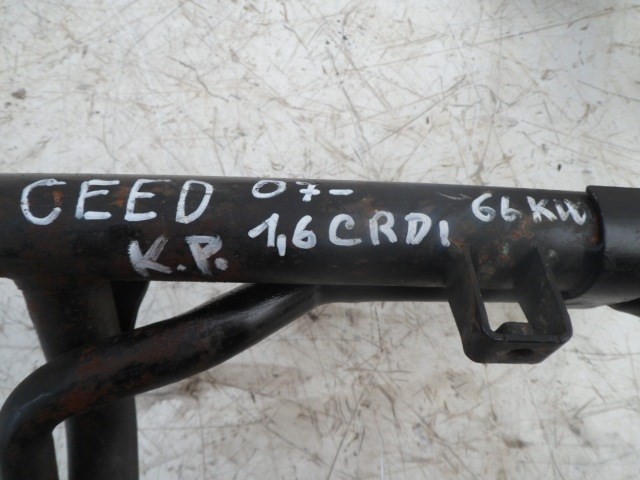 CEED 07- 66 KW
K.P. 1,6 CRDi